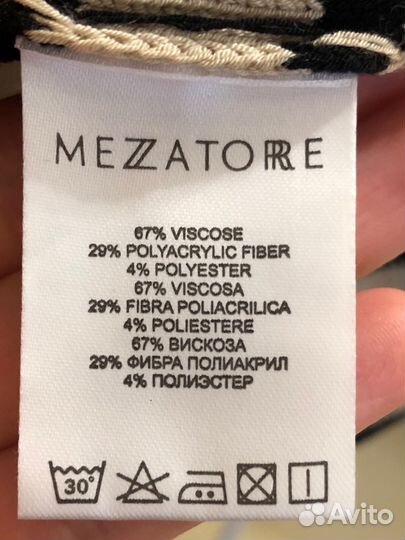 MEZZATORRE
67% VISCOSE
29% POLYACRYLIC FIBER
4% POLYESTER
67% VISCOSA
29% FIBRA POLIACRILICA
4% POLIESTERE
67% ВИСКОЗА
29% ФИБРА ПОЛИАКРИЛ
4% ПОЛИЭСТЕР
30°
Avito